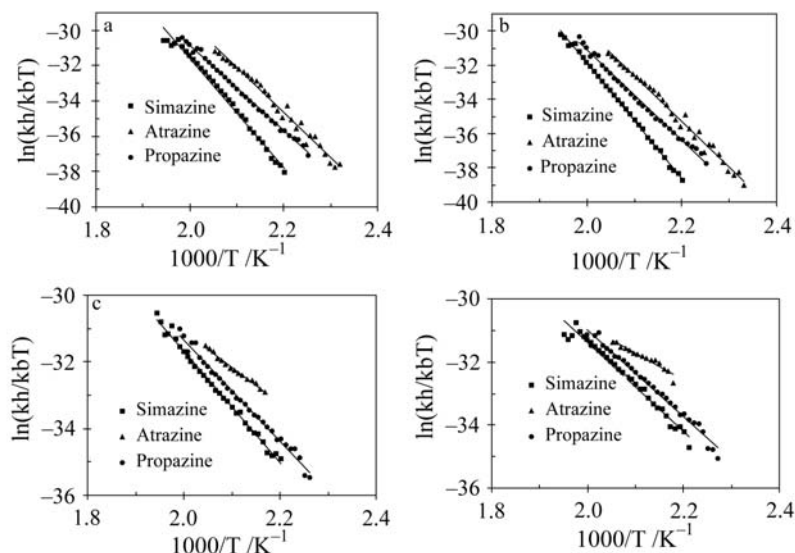 a
ln(kh/kbT)
−30
−32
−34
−36
−38
−40
Simazine
Atrazine
Propazine
1.8 2.0 2.2 2.4
1000/T /K⁻¹
b
ln(kh/kbT)
−30
−32
−34
−36
−38
−40
Simazine
Atrazine
Propazine
1.8 2.0 2.2 2.4
1000/T /K⁻¹
c
ln(kh/kbT)
−30
−32
−34
−36
Simazine
Atrazine
Propazine
1.8 2.0 2.2 2.4
1000/T /K⁻¹
ln(kh/kbT)
−30
−32
−34
−36
Simazine
Atrazine
Propazine
1.8 2.0 2.2 2.4
1000/T /K⁻¹